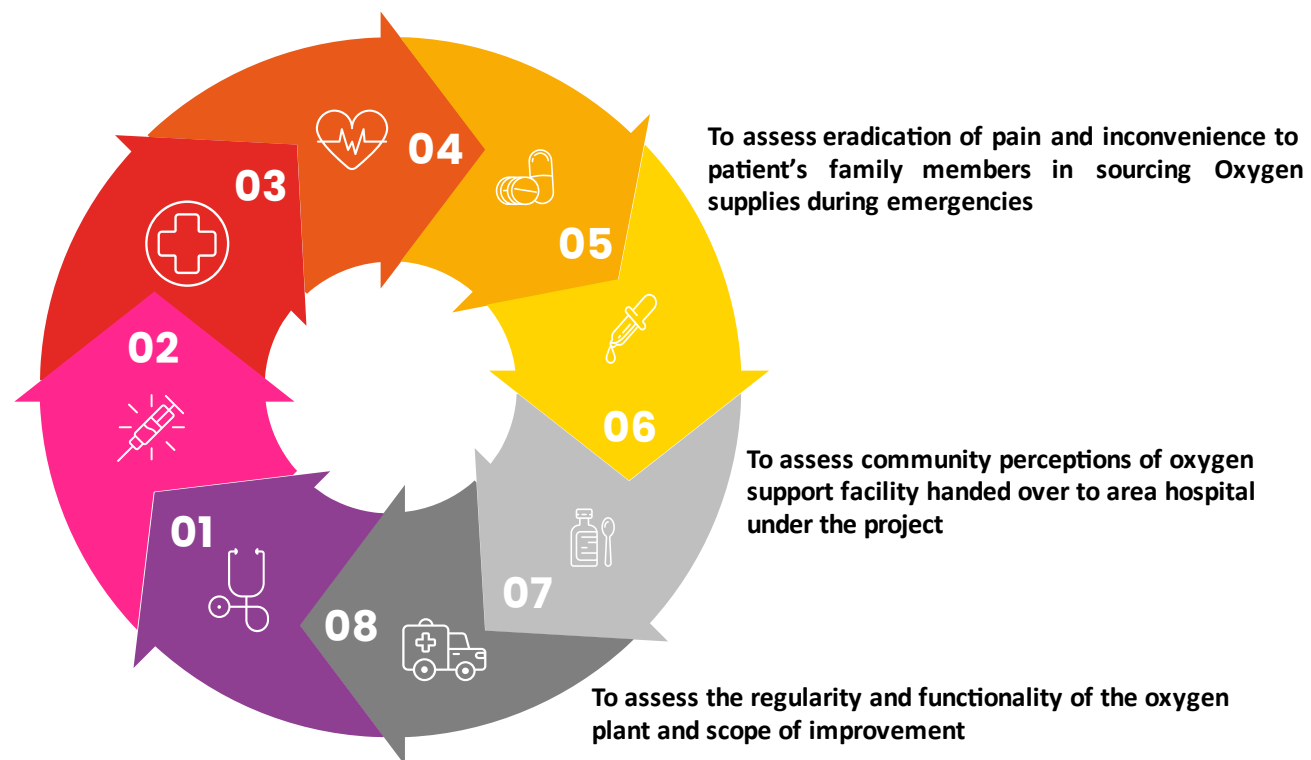 04
03
05
02
06
01
07
08
To assess eradication of pain and inconvenience to
patient’s family members in sourcing Oxygen
supplies during emergencies
To assess community perceptions of oxygen
support facility handed over to area hospital
under the project
To assess the regularity and functionality of the oxygen
plant and scope of improvement